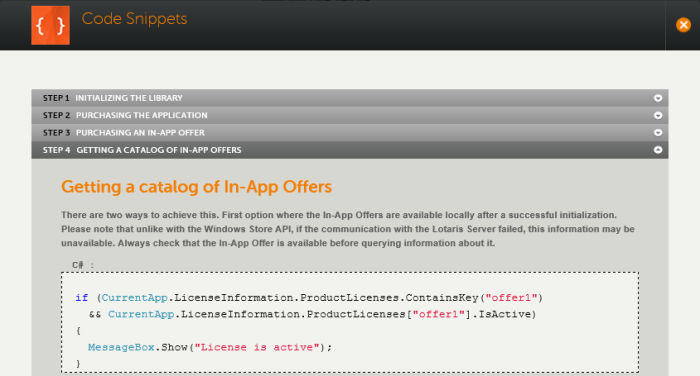 { } Code Snippets
STEP 1 INITIALIZING THE LIBRARY
STEP 2 PURCHASING THE APPLICATION
STEP 3 PURCHASING AN IN-APP OFFER
STEP 4 GETTING A CATALOG OF IN-APP OFFERS
Getting a catalog of In-App Offers
There are two ways to achieve this. First option where the In-App Offers are available locally after a successful initialization.
Please note that unlike with the Windows Store API, if the communication with the Lotaris Server failed, this information may be
unavailable. Always check that the In-App Offer is available before querying information about it.
C# :
if (CurrentApp.LicenseInformation.ProductLicenses.ContainsKey("offer1")
&& CurrentApp.LicenseInformation.ProductLicenses["offer1"].IsActive)
{
MessageBox.Show("License is active");
}